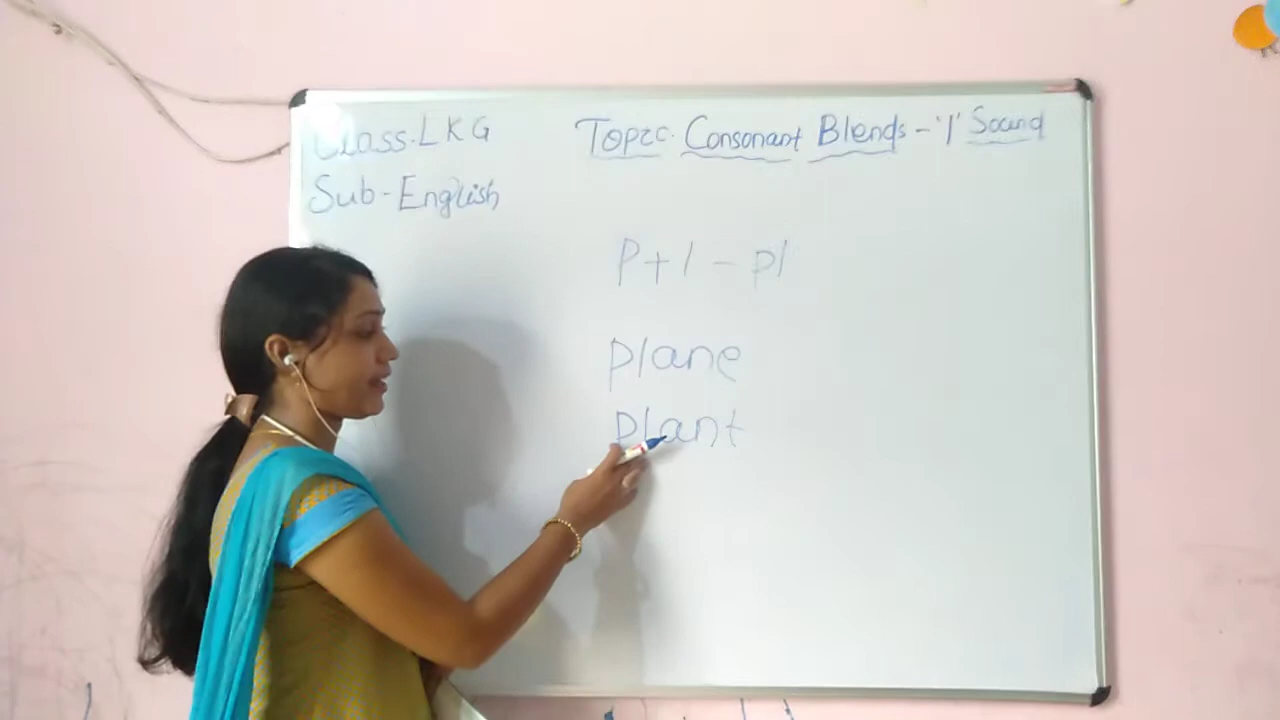 Class. LKG
Topic. Consonant Blends - 'l' Sound
Sub - English
p + l - pl
plane
plant